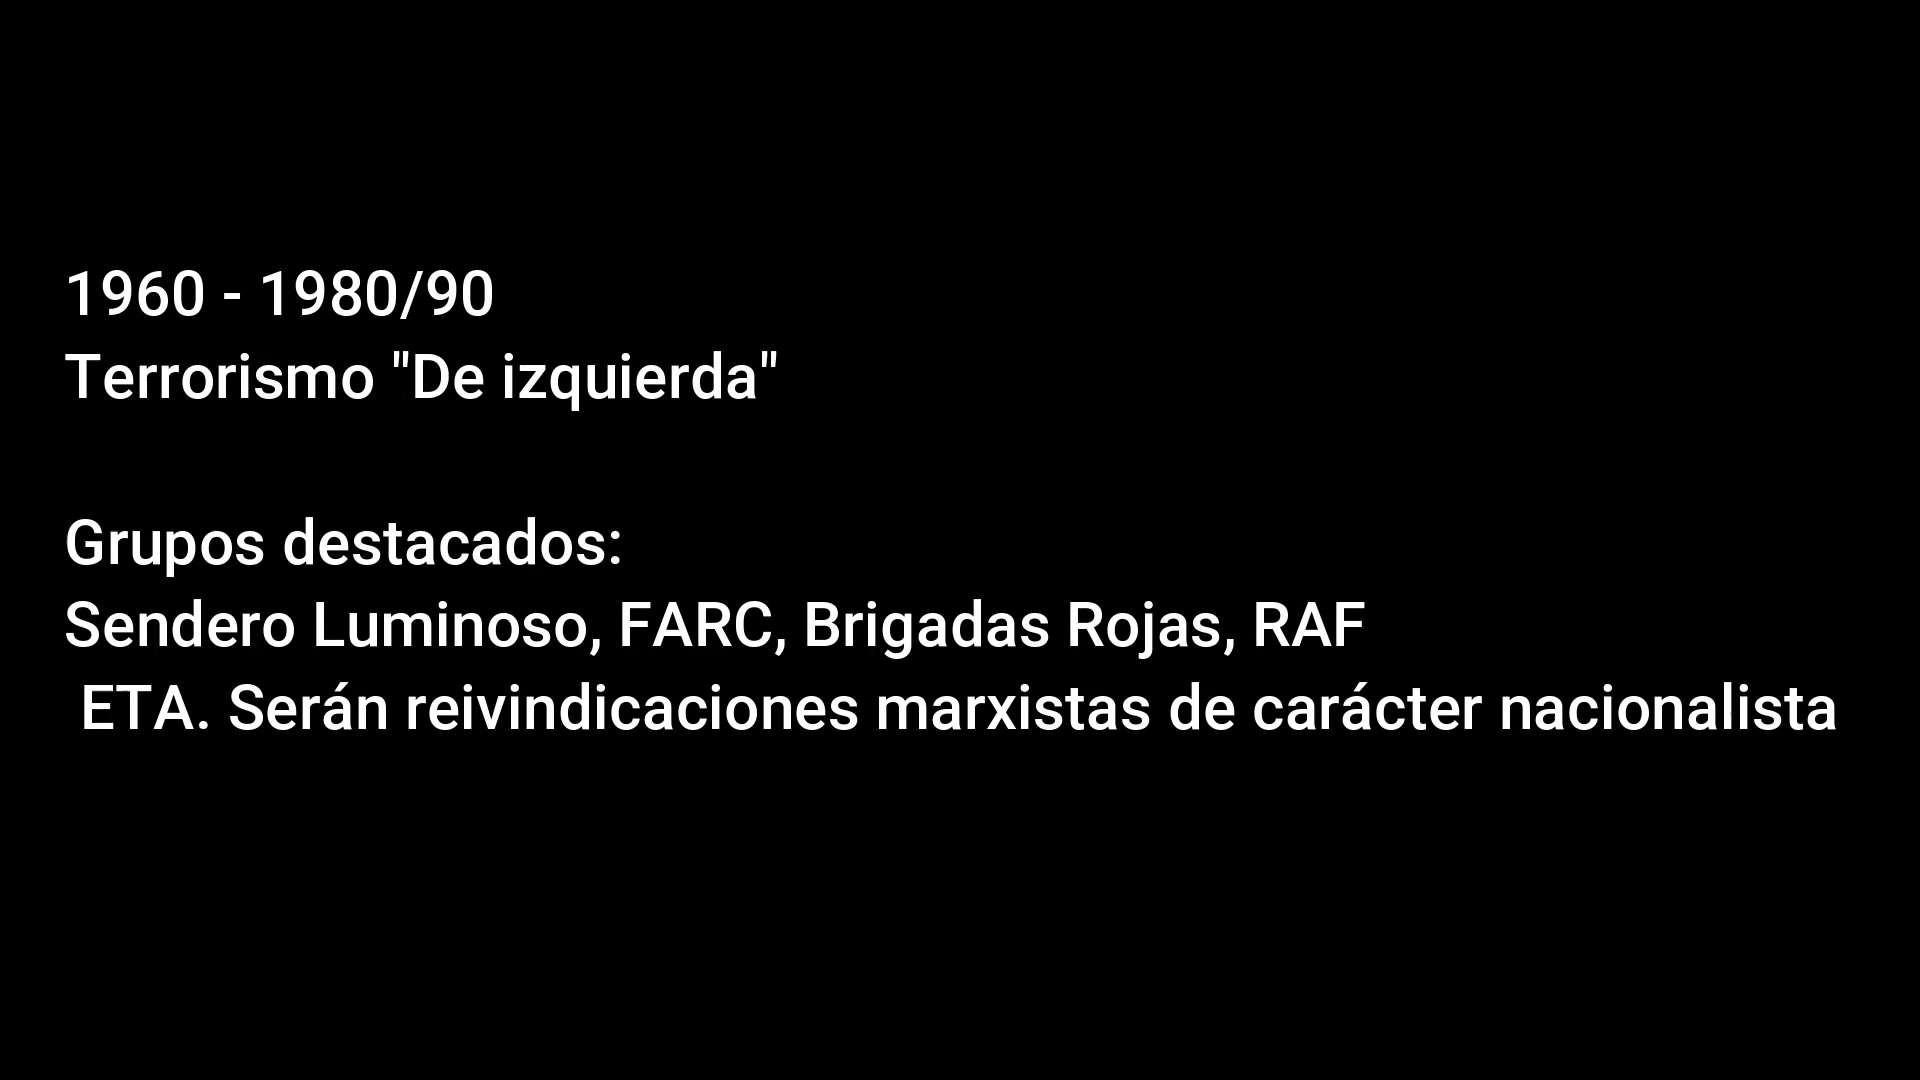 1960 - 1980/90
Terrorismo "De izquierda"
Grupos destacados:
Sendero Luminoso, FARC, Brigadas Rojas, RAF
ETA. Serán reivindicaciones marxistas de carácter nacionalista